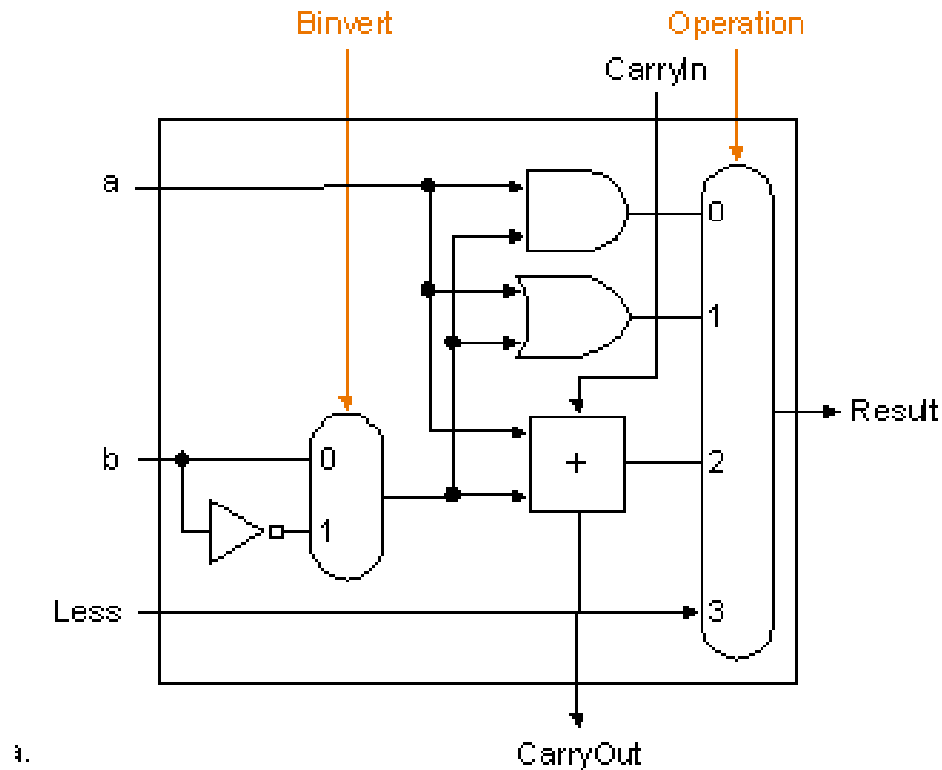 Binvert
Operation
CarryIn
a
0
1
Result
b
0
+
2
1
Less
3
CarryOut
a.